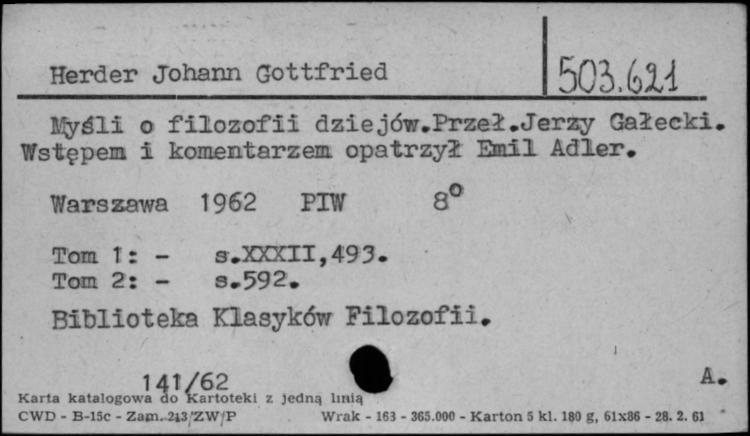 Herder Johann Gottfried
503.621
Myśli o filozofii dziejów.Przeł.Jerzy Gałecki.
Wstępem i komentarzem opatrzył Emil Adler.
Warszawa 1962 PIW 8°
Tom 1: - s.XXXII,493.
Tom 2: - s.592.
Biblioteka Klasyków Filozofii.
141/62
A.
Karta katalogowa do Kartoteki z jedną linią
CWD - B-15c - Zam. 213/ZW/P Wrak - 163 - 365.000 - Karton 5 kl. 180 g, 61x86 - 28. 2. 61